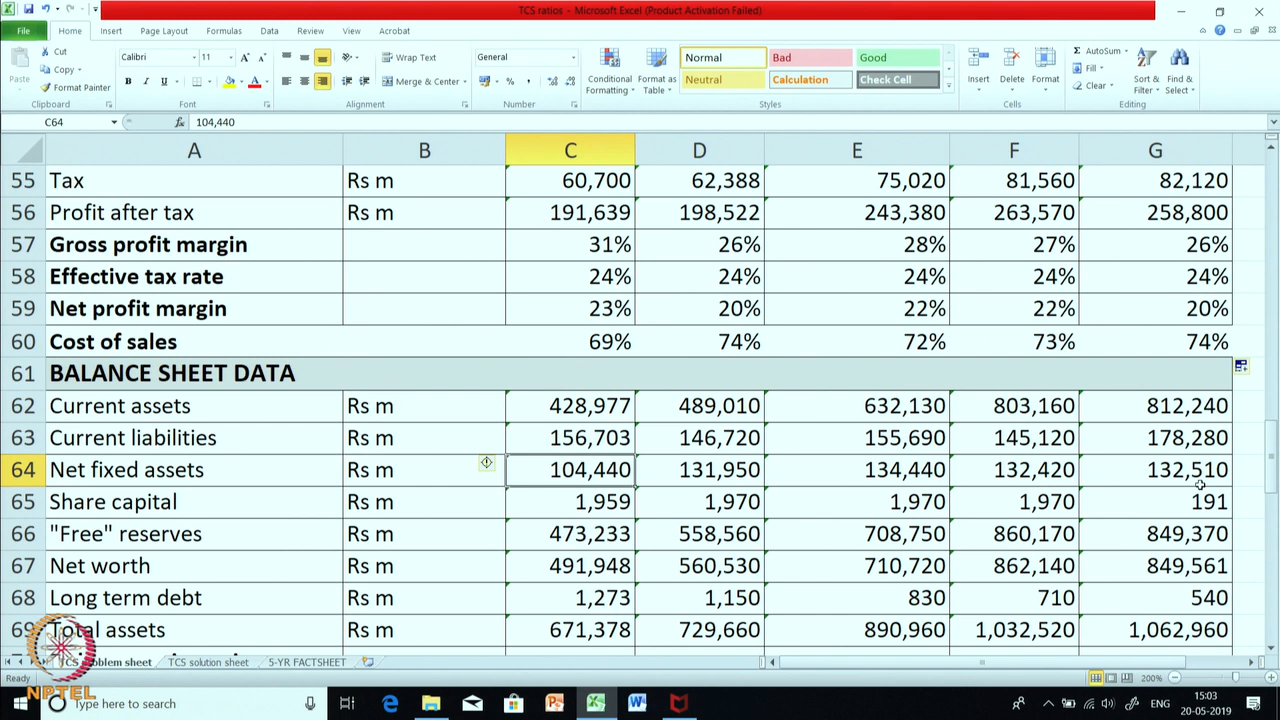 TCS ratios - Microsoft Excel (Product Activation Failed)
File Home Insert Page Layout Formulas Data Review View Acrobat
Cut
Copy
Format Painter
Paste
Clipboard
Calibri 11
B I U A
Font
Wrap Text
Merge & Center
Alignment
General
% ,
Number
Conditional Formatting
Format as Table
Normal Bad Good
Neutral Calculation Check Cell
Styles
Insert Delete Format
Cells
Σ AutoSum
Fill
Clear
Sort & Filter
Find & Select
Editing
C64 fx 104,440
A B C D E F G
55 Tax Rs m 60,700 62,388 75,020 81,560 82,120
56 Profit after tax Rs m 191,639 198,522 243,380 263,570 258,800
57 Gross profit margin 31% 26% 28% 27% 26%
58 Effective tax rate 24% 24% 24% 24% 24%
59 Net profit margin 23% 20% 22% 22% 20%
60 Cost of sales 69% 74% 72% 73% 74%
61 BALANCE SHEET DATA
62 Current assets Rs m 428,977 489,010 632,130 803,160 812,240
63 Current liabilities Rs m 156,703 146,720 155,690 145,120 178,280
64 Net fixed assets Rs m 104,440 131,950 134,440 132,420 132,510
65 Share capital Rs m 1,959 1,970 1,970 1,970 191
66 "Free" reserves Rs m 473,233 558,560 708,750 860,170 849,370
67 Net worth Rs m 491,948 560,530 710,720 862,140 849,561
68 Long term debt Rs m 1,273 1,150 830 710 540
69 Total assets Rs m 671,378 729,660 890,960 1,032,520 1,062,960
TCS problem sheet TCS solution sheet 5-YR FACTSHEET
Ready 200%
NPTEL
Type here to search
ENG
15:03
20-05-2019